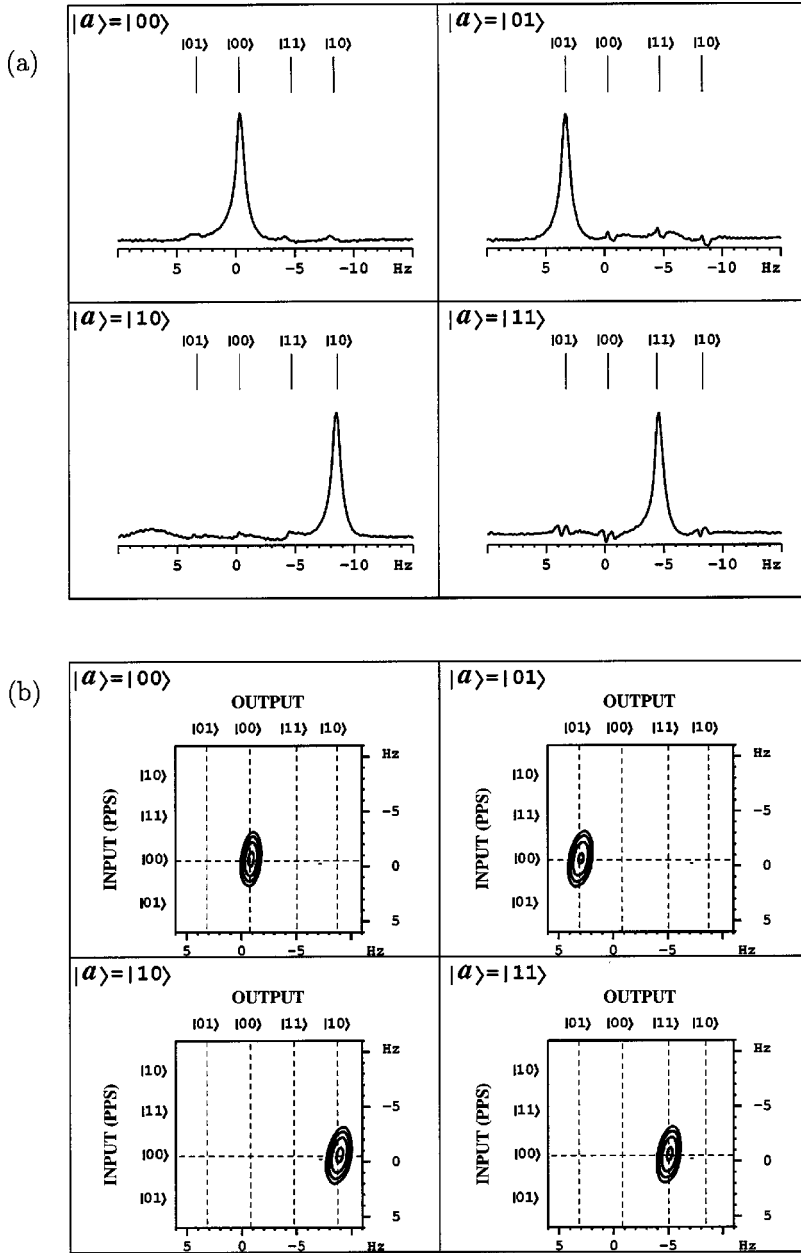 (a)
|a⟩=|00⟩
|01⟩ |00⟩ |11⟩ |10⟩
5 0 −5 −10 Hz
|a⟩=|01⟩
|01⟩ |00⟩ |11⟩ |10⟩
5 0 −5 −10 Hz
|a⟩=|10⟩
|01⟩ |00⟩ |11⟩ |10⟩
5 0 −5 −10 Hz
|a⟩=|11⟩
|01⟩ |00⟩ |11⟩ |10⟩
5 0 −5 −10 Hz
(b)
|a⟩=|00⟩
OUTPUT
|01⟩ |00⟩ |11⟩ |10⟩
INPUT (PPS)
|10⟩
|11⟩
|00⟩
|01⟩
Hz
−5
0
5
5 0 −5 Hz
|a⟩=|01⟩
OUTPUT
|01⟩ |00⟩ |11⟩ |10⟩
INPUT (PPS)
|10⟩
|11⟩
|00⟩
|01⟩
Hz
−5
0
5
5 0 −5 Hz
|a⟩=|10⟩
OUTPUT
|01⟩ |00⟩ |11⟩ |10⟩
INPUT (PPS)
|10⟩
|11⟩
|00⟩
|01⟩
Hz
−5
0
5
5 0 −5 Hz
|a⟩=|11⟩
OUTPUT
|01⟩ |00⟩ |11⟩ |10⟩
INPUT (PPS)
|10⟩
|11⟩
|00⟩
|01⟩
Hz
−5
0
5
5 0 −5 Hz